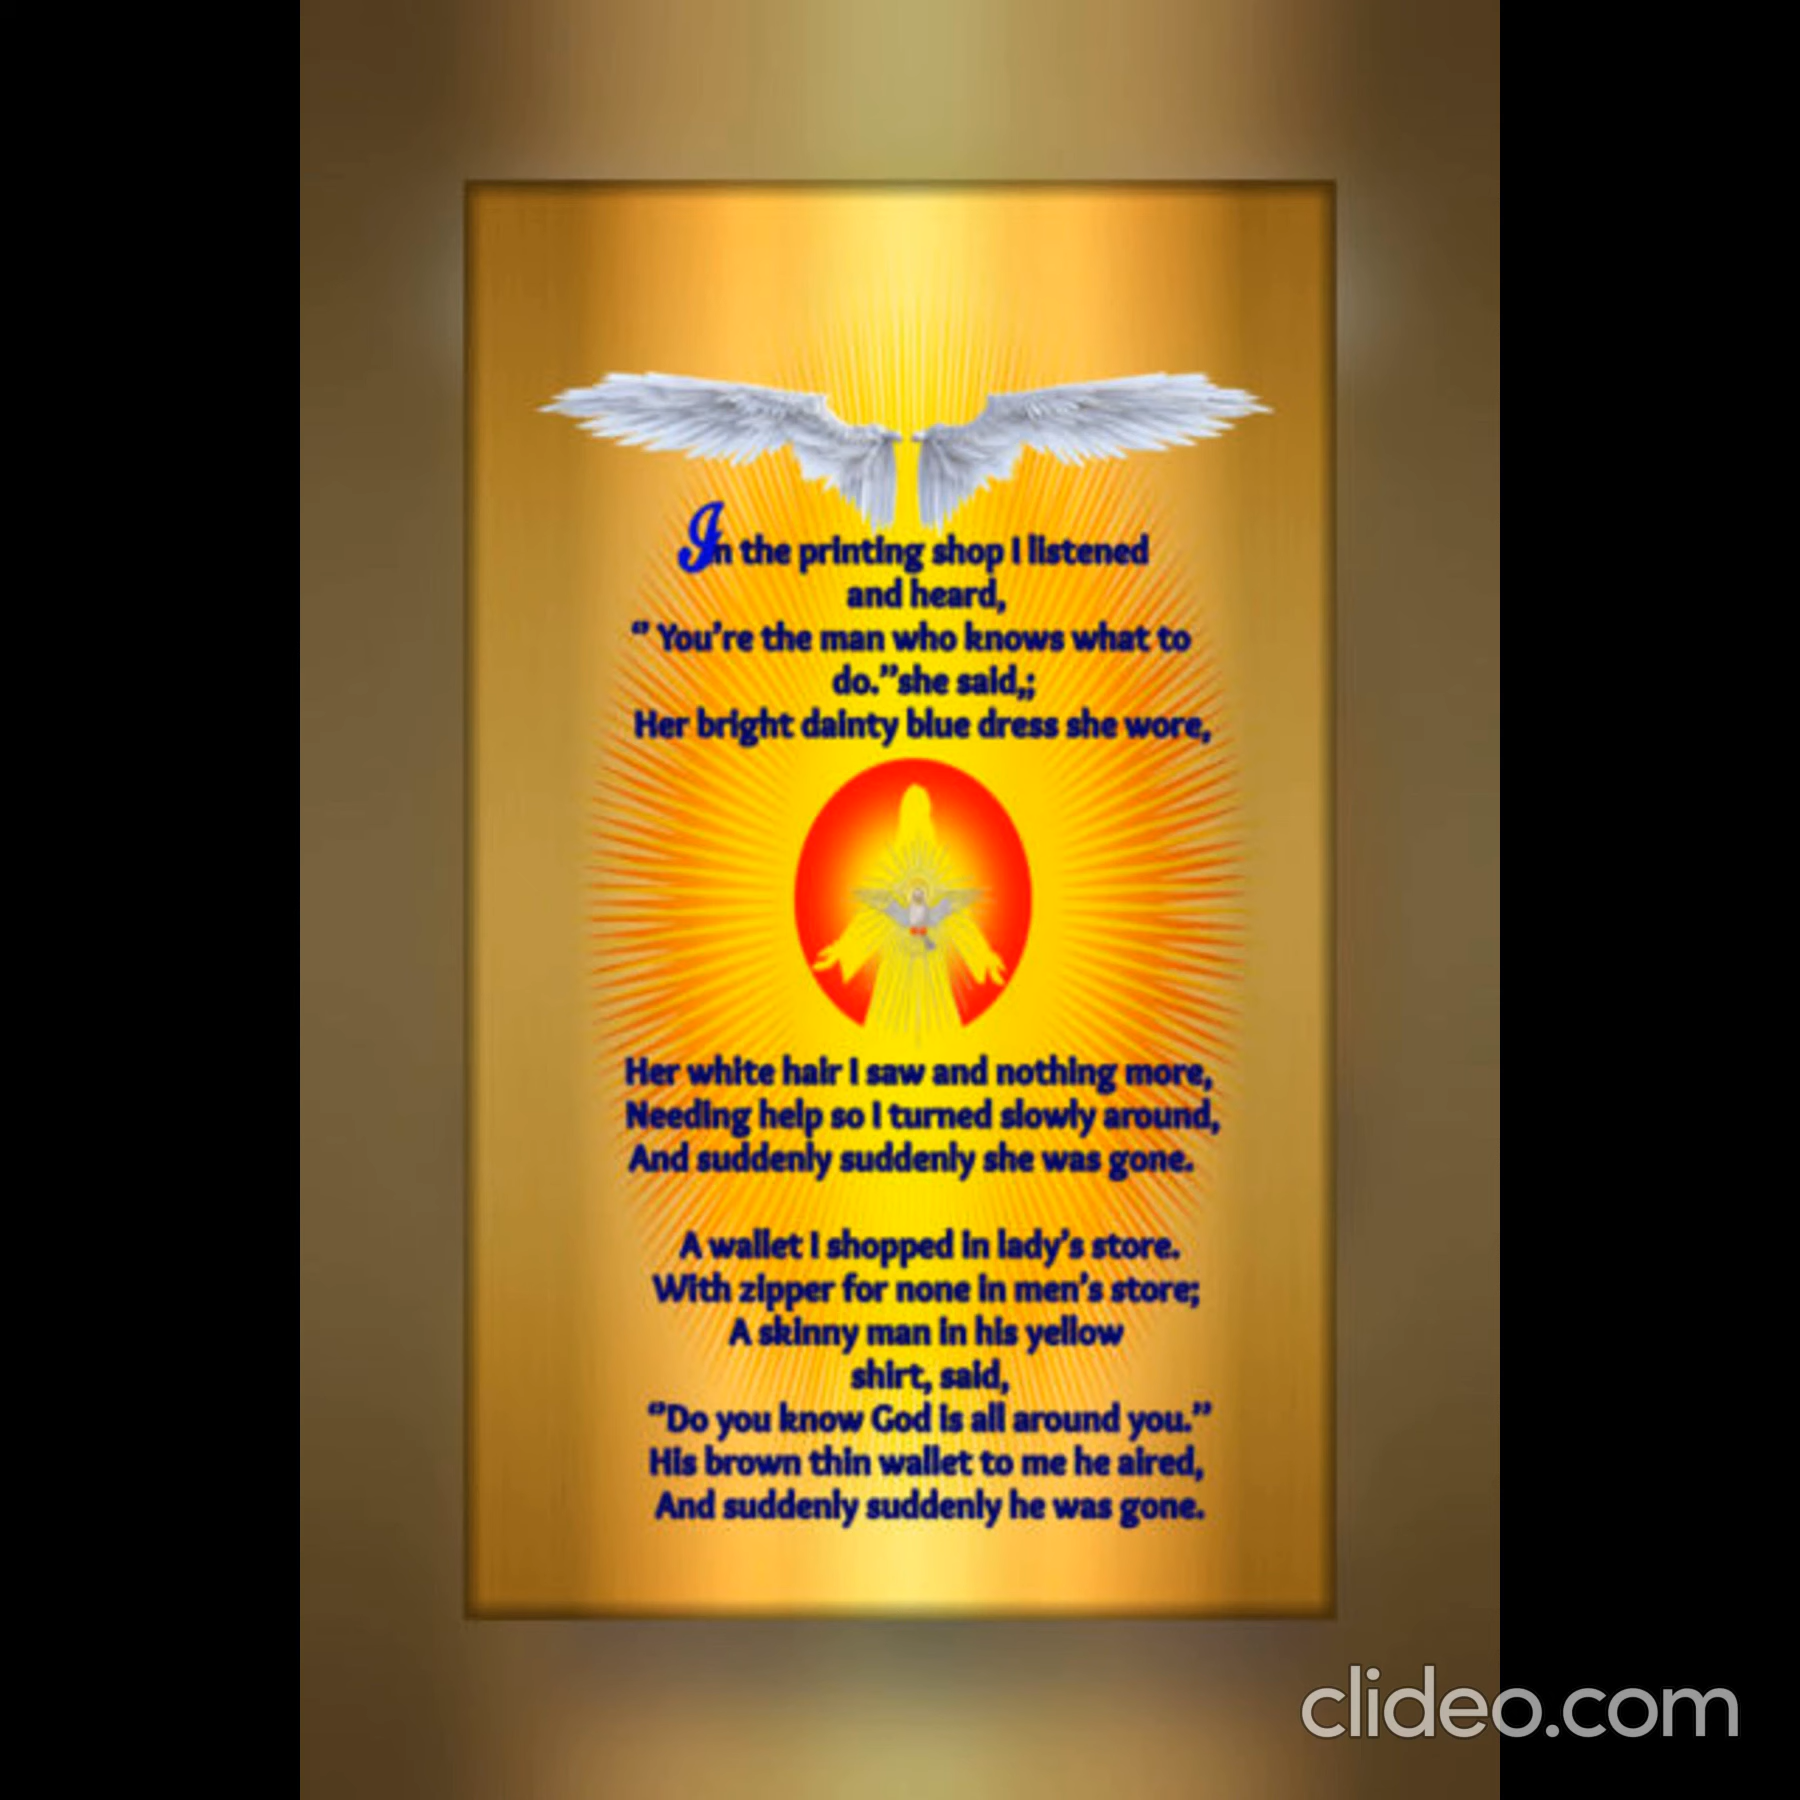 In the printing shop I listened
and heard,
“ You’re the man who knows what to
do.”she said,;
Her bright dainty blue dress she wore,
Her white hair I saw and nothing more,
Needing help so I turned slowly around,
And suddenly suddenly she was gone.
A wallet I shopped in lady’s store.
With zipper for none in men’s store;
A skinny man in his yellow
shirt, said,
“Do you know God is all around you.”
His brown thin wallet to me he aired,
And suddenly suddenly he was gone.
clideo.com